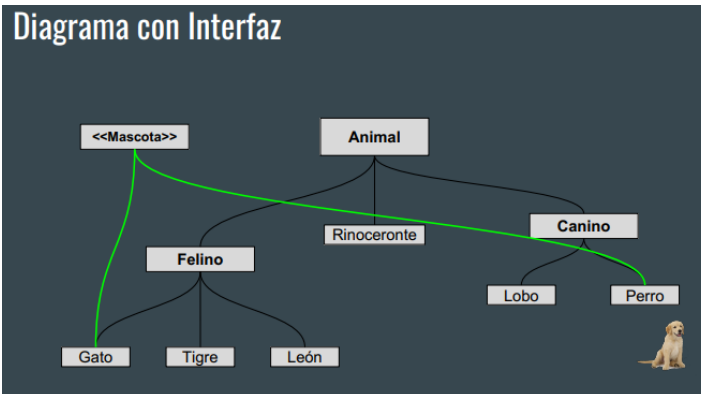 Diagrama con Interfaz
<<Mascota>>
Animal
Rinoceronte
Canino
Felino
Lobo
Perro
Gato
Tigre
León